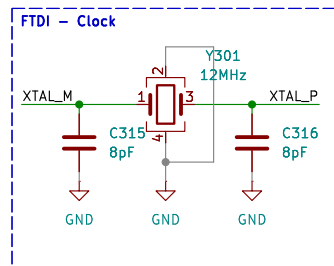 FTDI – Clock
Y301
12MHz
2
XTAL_M
1
3
XTAL_P
4
C315
8pF
C316
8pF
GND
GND
GND